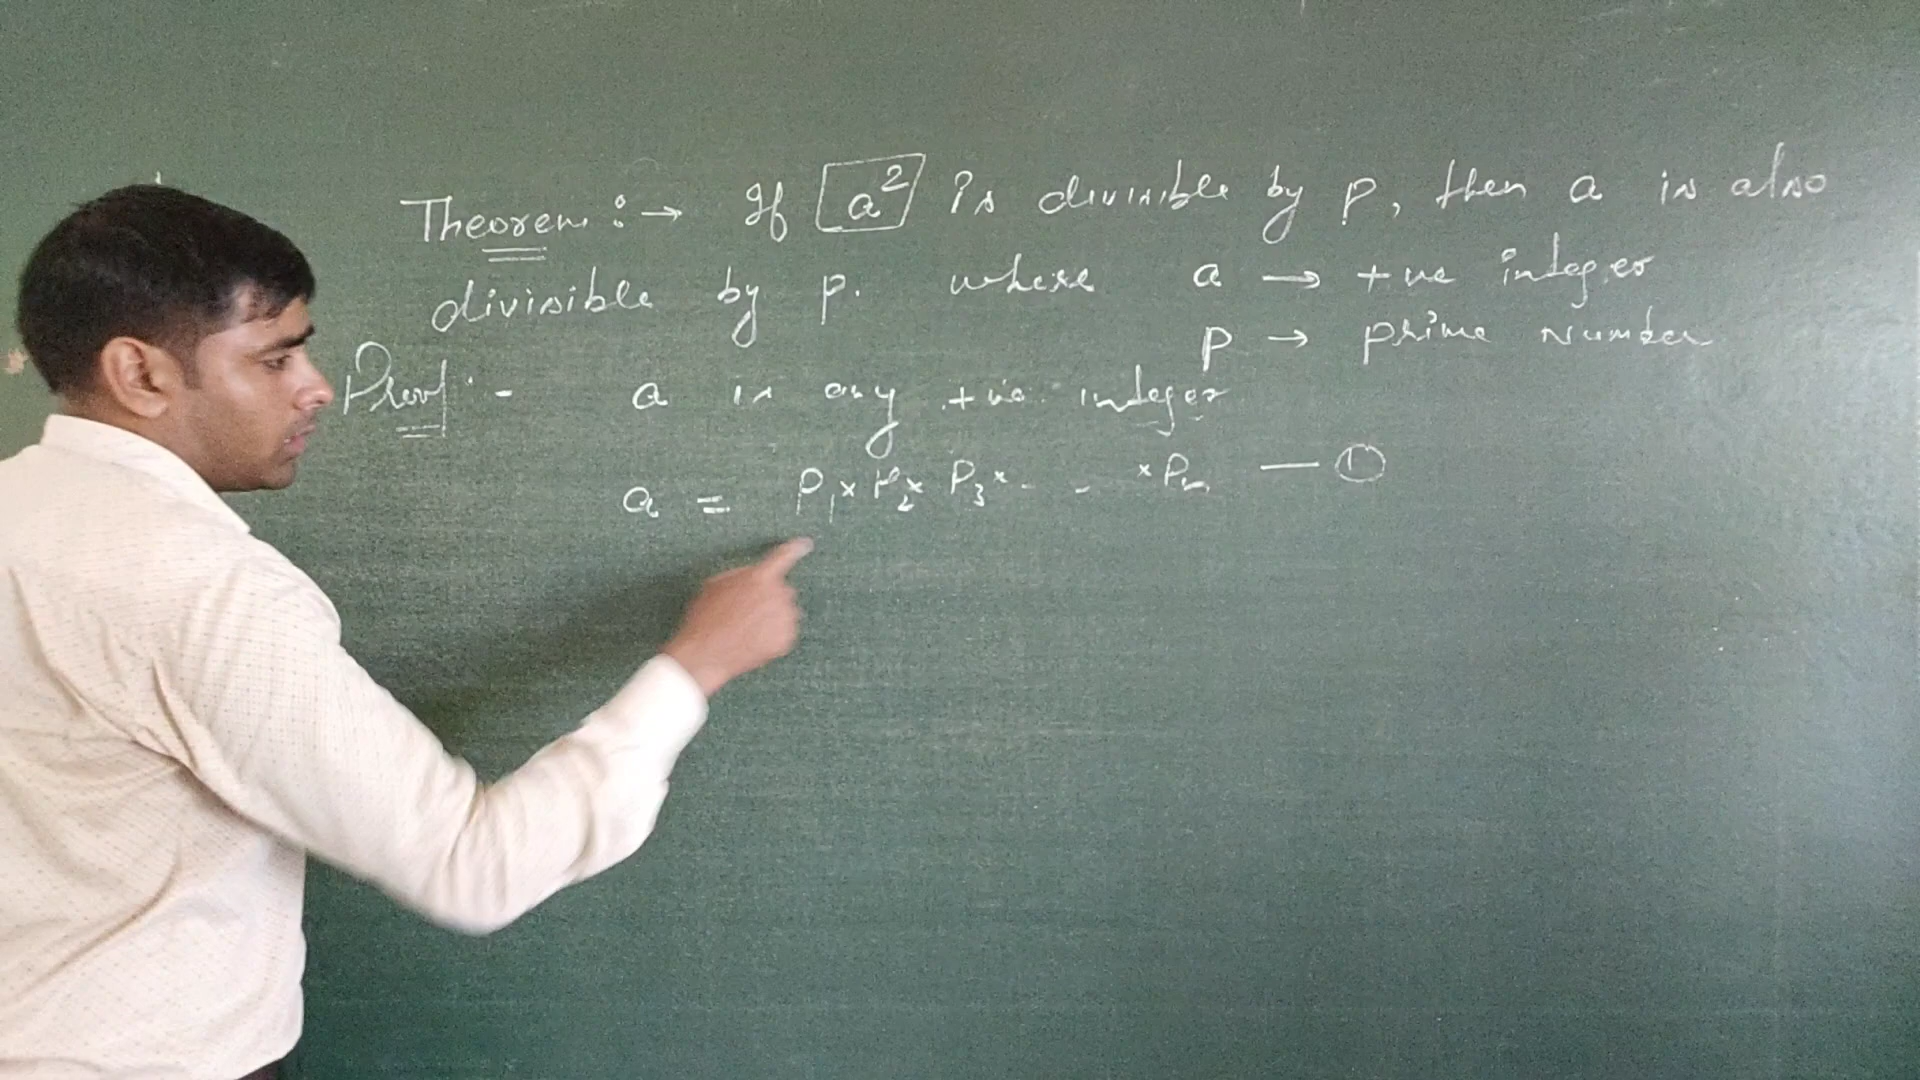 Theorem :→ If a² is divisible by p, then a is also
divisible by p. where a → +ve integer
p → prime number
Proof :- a is any +ve integer
a = P₁ × P₂ × P₃ × - - × Pₙ — ①